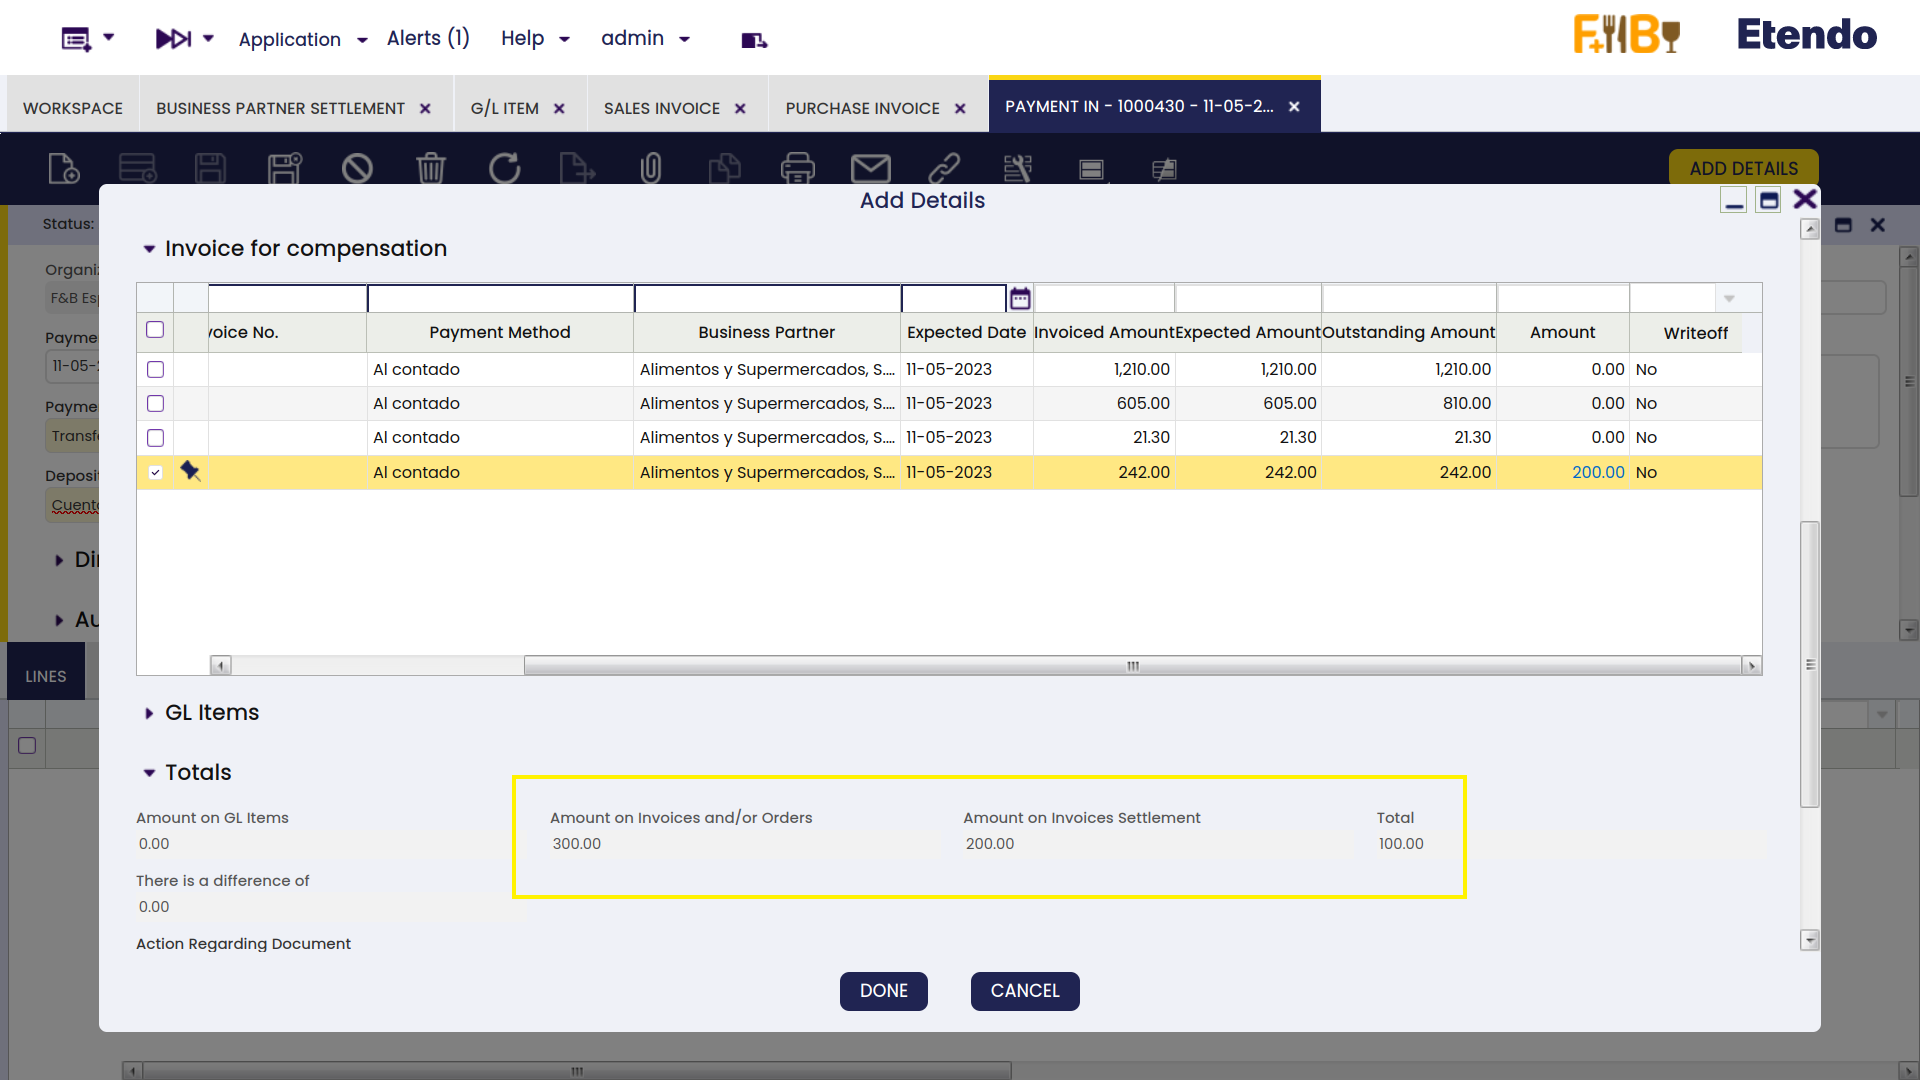 Application
Alerts (1)
Help
admin
F+B
Etendo
WORKSPACE
BUSINESS PARTNER SETTLEMENT
G/L ITEM
SALES INVOICE
PURCHASE INVOICE
PAYMENT IN - 1000430 - 11-05-2...
ADD DETAILS
Add Details
Status:
Organiz
F&B Esp
Payme
11-05-2
Payme
Transfe
Deposit
Cuenta
Di
Au
LINES
Invoice for compensation
voice No. Payment Method Business Partner Expected Date Invoiced Amount Expected Amount Outstanding Amount Amount Writeoff
Al contado Alimentos y Supermercados, S.... 11-05-2023 1,210.00 1,210.00 1,210.00 0.00 No
Al contado Alimentos y Supermercados, S.... 11-05-2023 605.00 605.00 810.00 0.00 No
Al contado Alimentos y Supermercados, S.... 11-05-2023 21.30 21.30 21.30 0.00 No
Al contado Alimentos y Supermercados, S.... 11-05-2023 242.00 242.00 242.00 200.00 No
GL Items
Totals
Amount on GL Items Amount on Invoices and/or Orders Amount on Invoices Settlement Total
0.00 300.00 200.00 100.00
There is a difference of
0.00
Action Regarding Document
DONE
CANCEL